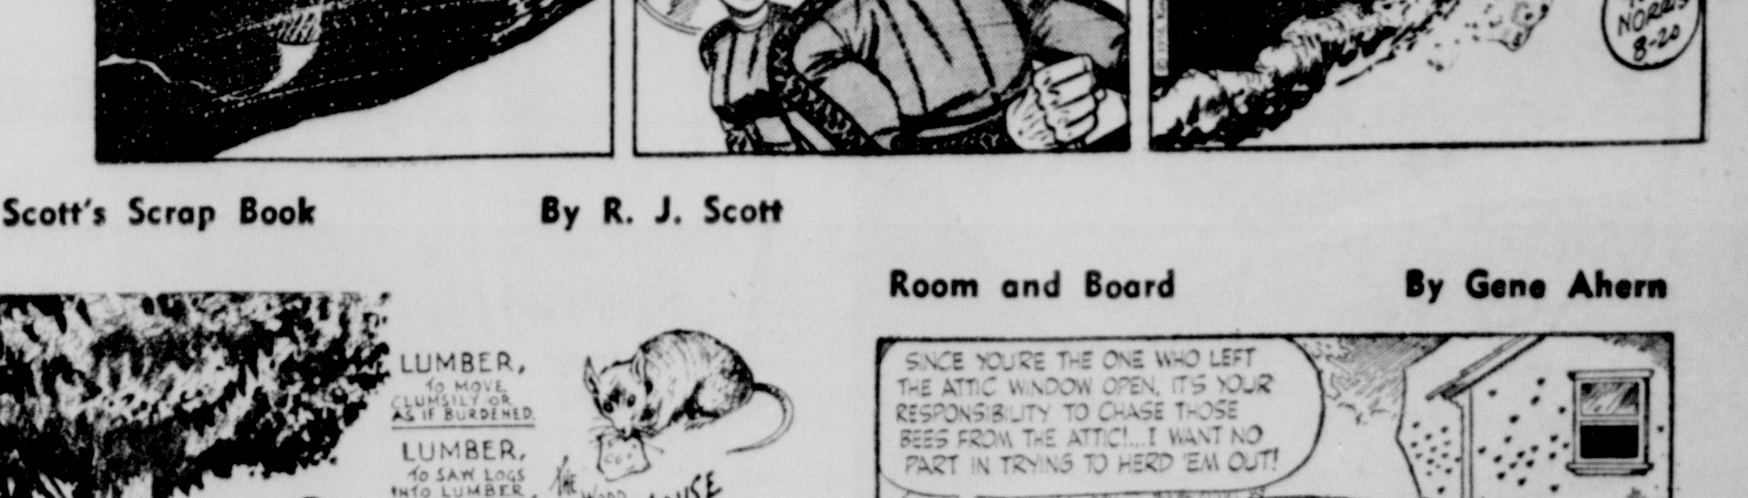 NORRIS
8-20
Scott's Scrap Book By R. J. Scott
Room and Board By Gene Ahern
LUMBER,
TO MOVE
CLUMSILY OR
AS IF BURDENED.
LUMBER,
TO SAW LOGS
INTO LUMBER
THE
WORD
SINCE YOU'RE THE ONE WHO LEFT
THE ATTIC WINDOW OPEN, IT'S YOUR
RESPONSIBILITY TO CHASE THOSE
BEES FROM THE ATTIC!...I WANT NO
PART IN TRYING TO HERD 'EM OUT!